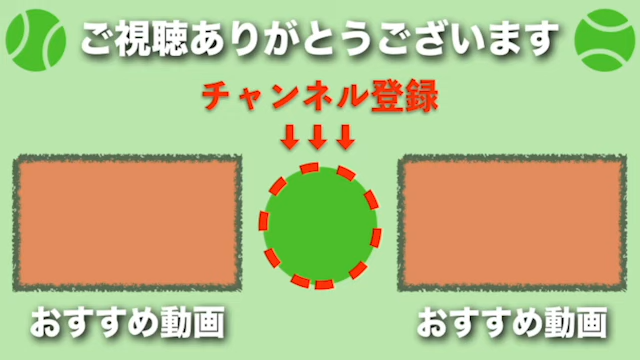 ご視聴ありがとうございます
チャンネル登録
おすすめ動画
おすすめ動画